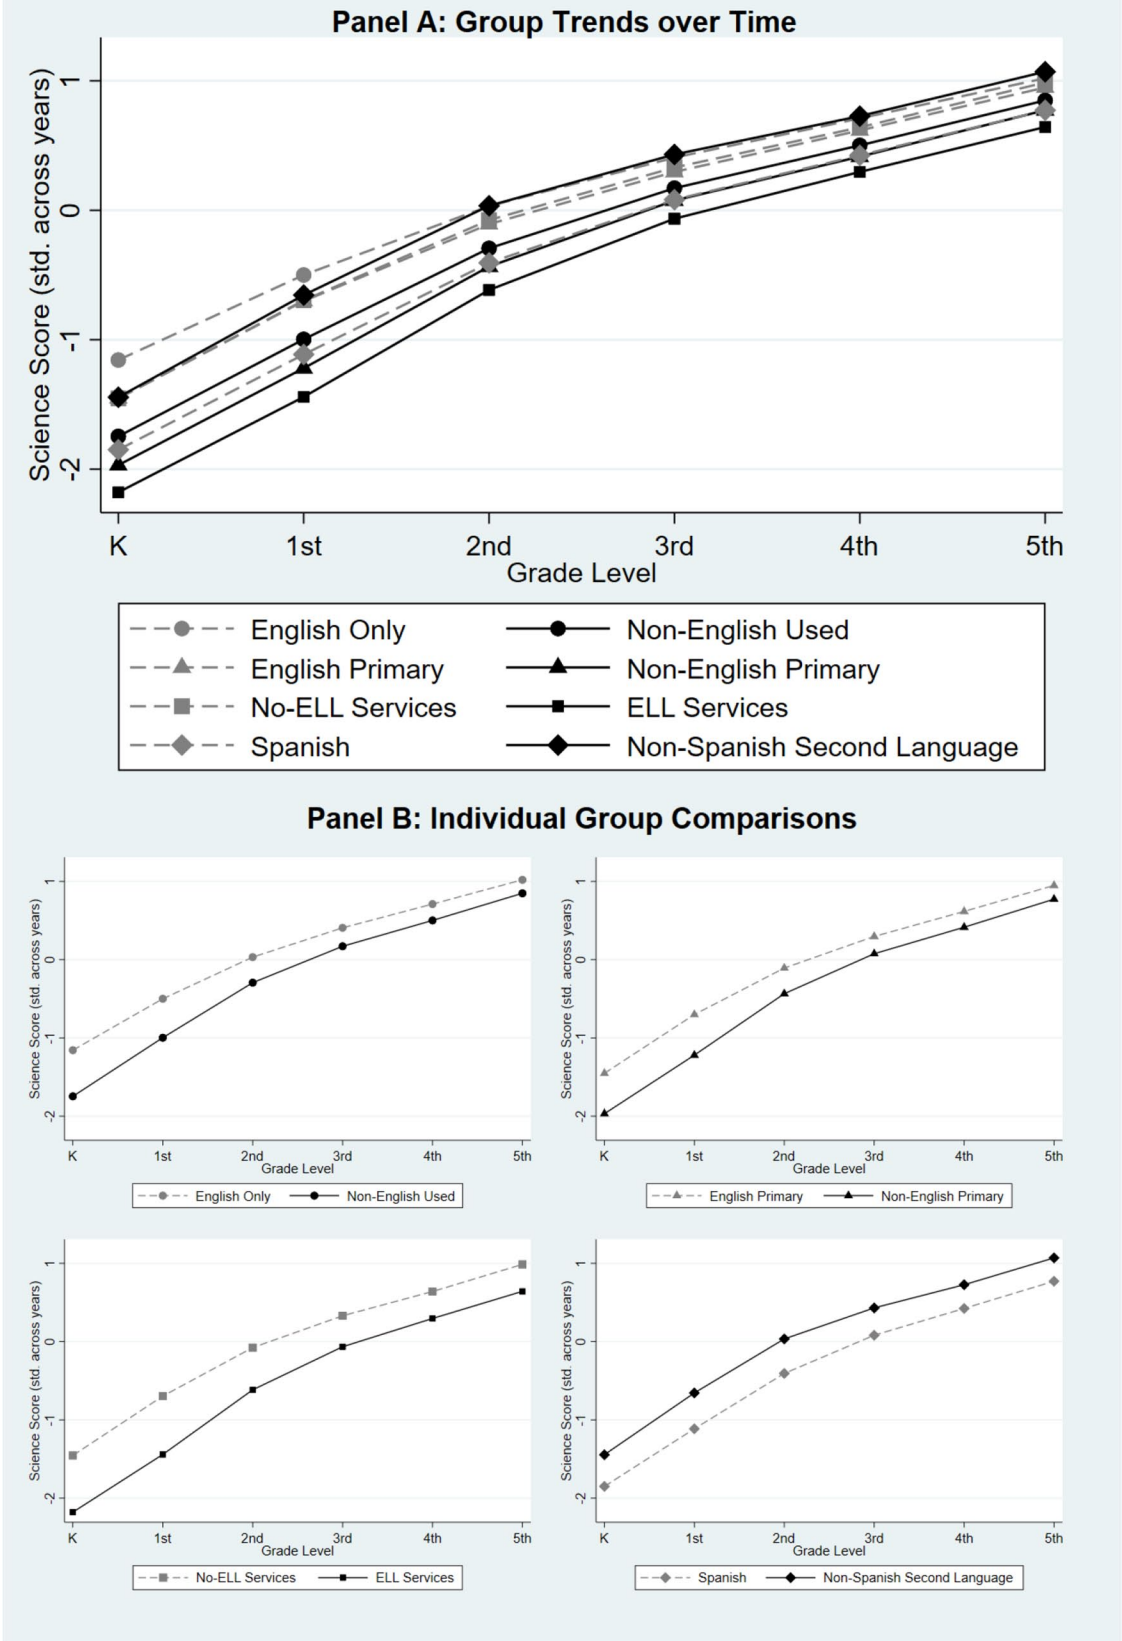 Panel A: Group Trends over Time
Science Score (std. across years)
1
0
-1
-2
K 1st 2nd 3rd 4th 5th
Grade Level
English Only Non-English Used
English Primary Non-English Primary
No-ELL Services ELL Services
Spanish Non-Spanish Second Language
Panel B: Individual Group Comparisons
Science Score (std. across years)
1
0
-1
-2
K 1st 2nd 3rd 4th 5th
Grade Level
English Only Non-English Used
Science Score (std. across years)
1
0
-1
-2
K 1st 2nd 3rd 4th 5th
Grade Level
English Primary Non-English Primary
Science Score (std. across years)
1
0
-1
-2
K 1st 2nd 3rd 4th 5th
Grade Level
No-ELL Services ELL Services
Science Score (std. across years)
1
0
-1
-2
K 1st 2nd 3rd 4th 5th
Grade Level
Spanish Non-Spanish Second Language